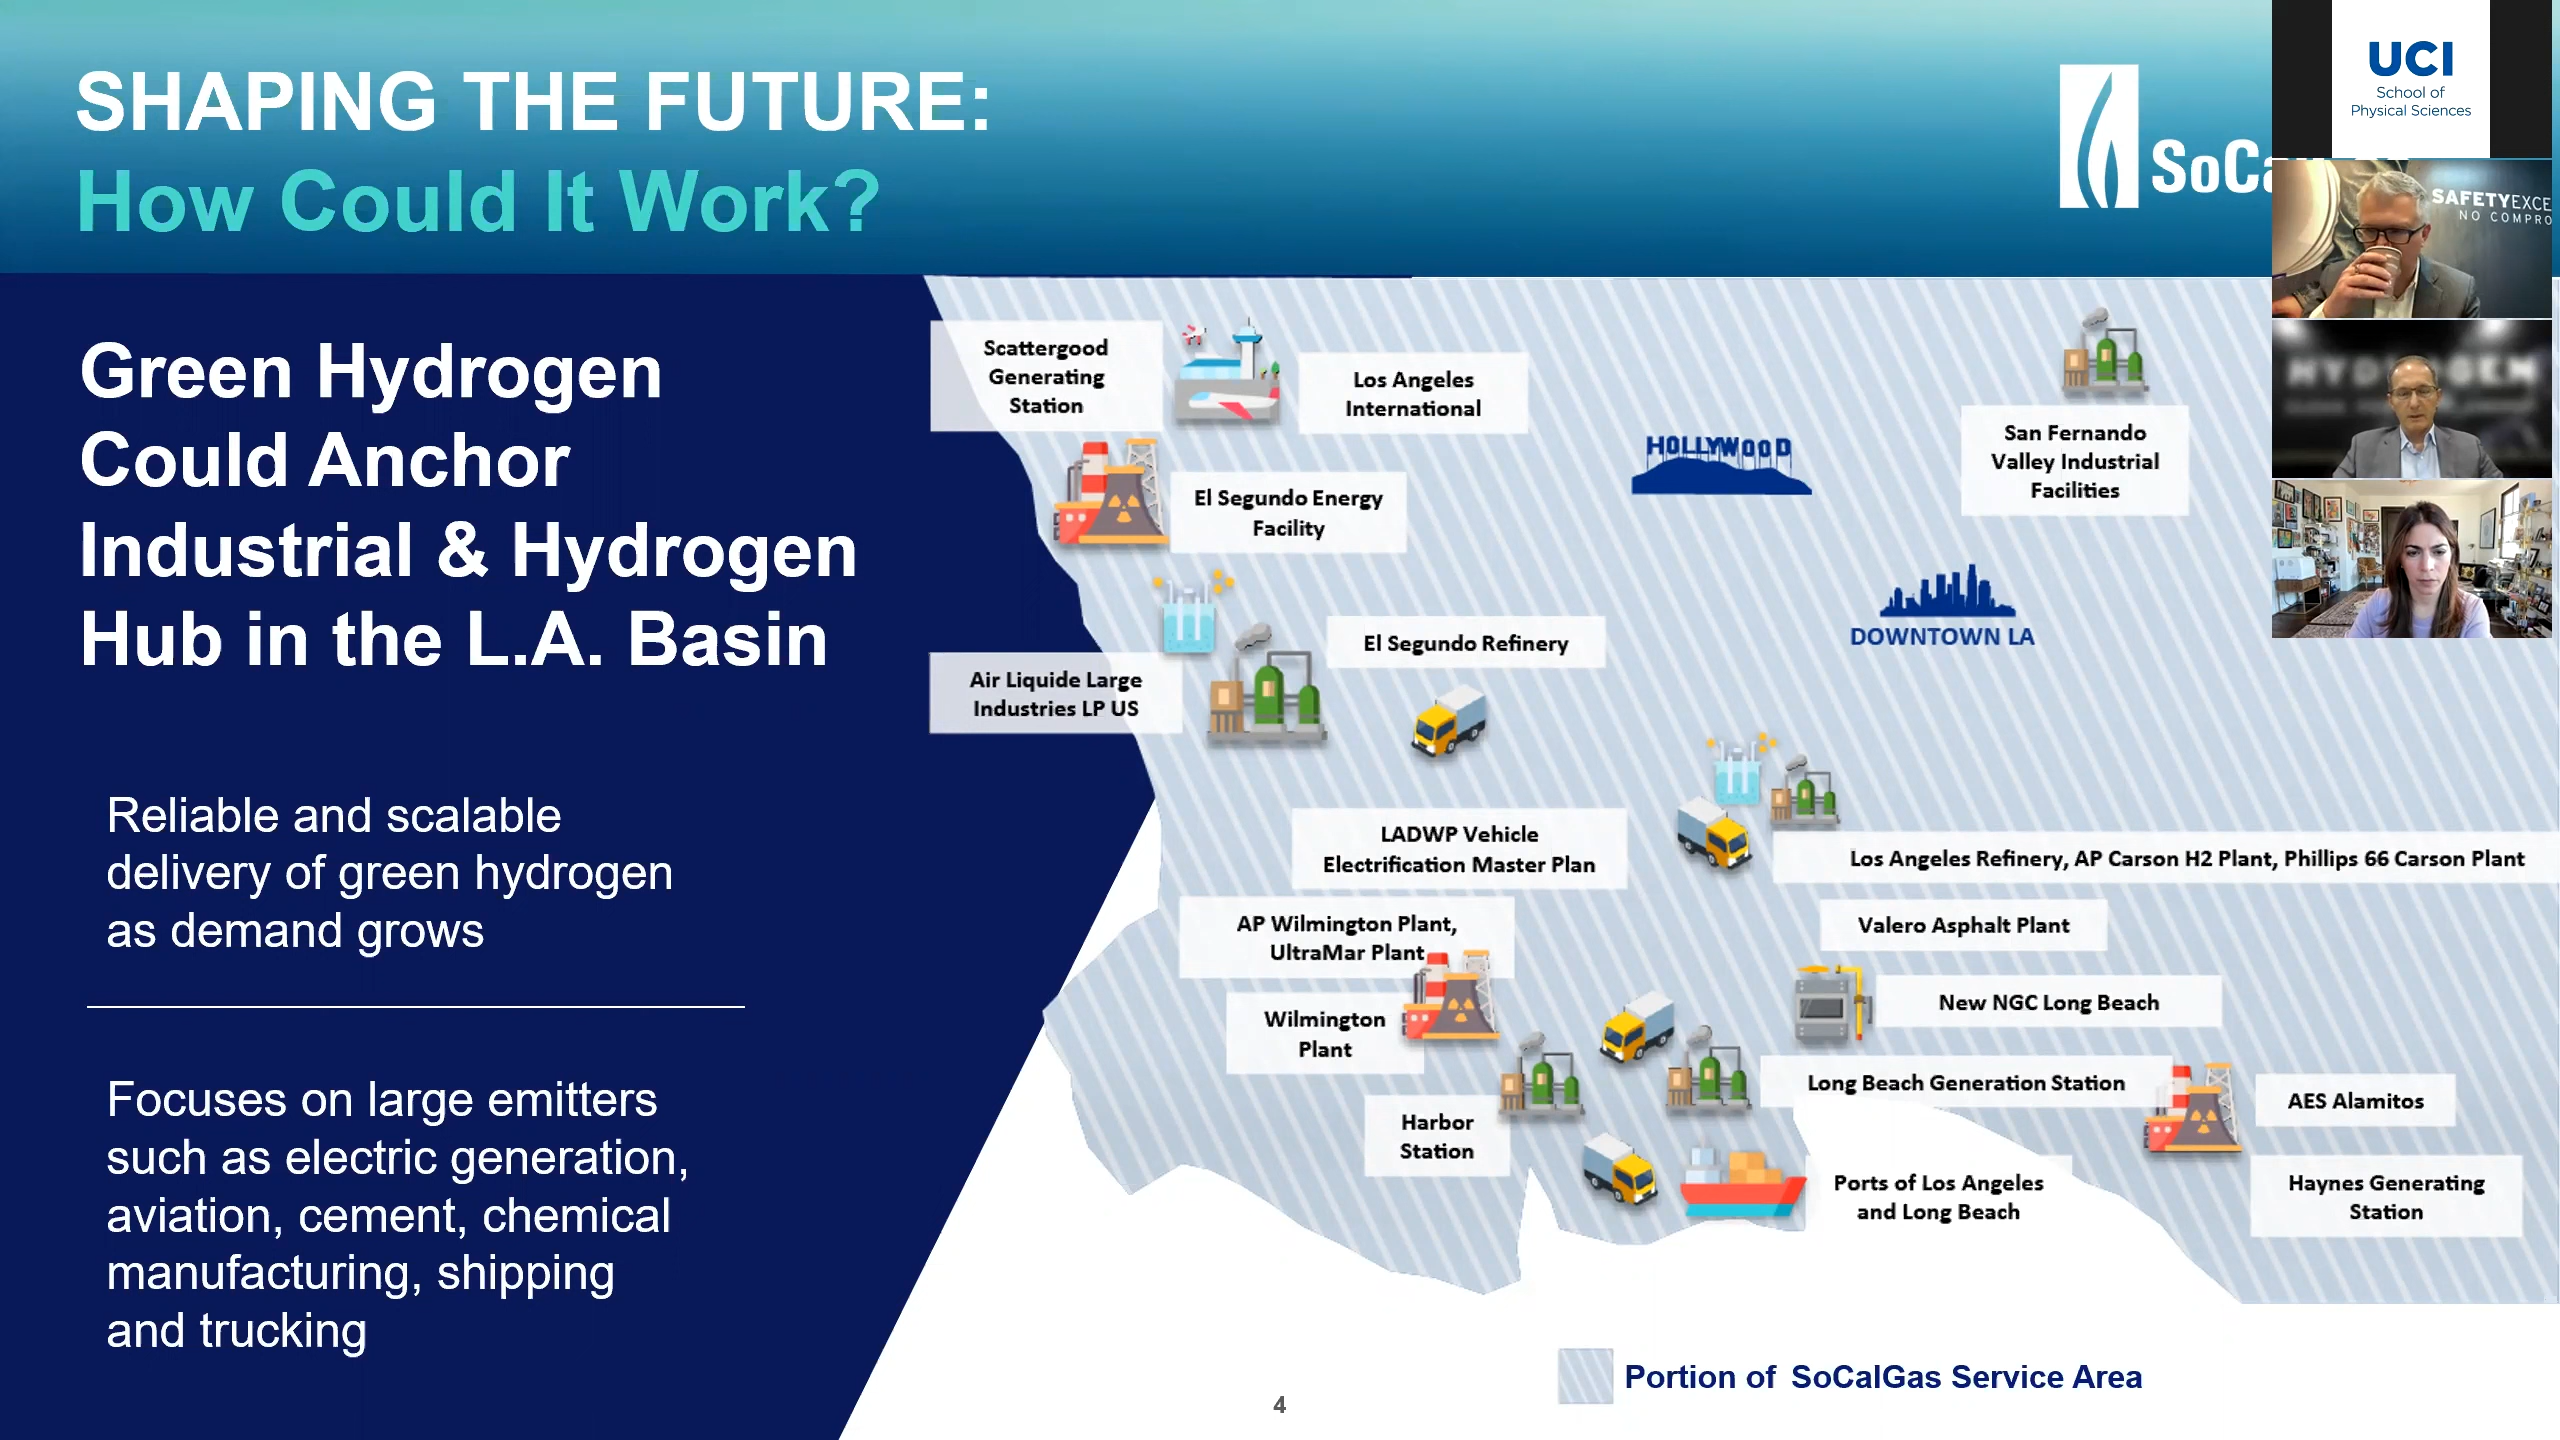 SHAPING THE FUTURE:
How Could It Work?
SoCa
UCI
School of
Physical Sciences
SAFETYEXCE
NO COMPRO
HYDROGEN
Green Hydrogen
Could Anchor
Industrial & Hydrogen
Hub in the L.A. Basin
Reliable and scalable
delivery of green hydrogen
as demand grows
Focuses on large emitters
such as electric generation,
aviation, cement, chemical
manufacturing, shipping
and trucking
Scattergood
Generating
Station
Los Angeles
International
El Segundo Energy
Facility
HOLLYWOOD
San Fernando
Valley Industrial
Facilities
DOWNTOWN LA
El Segundo Refinery
Air Liquide Large
Industries LP US
LADWP Vehicle
Electrification Master Plan
Los Angeles Refinery, AP Carson H2 Plant, Phillips 66 Carson Plant
AP Wilmington Plant,
UltraMar Plant
Valero Asphalt Plant
Wilmington
Plant
New NGC Long Beach
Long Beach Generation Station
AES Alamitos
Harbor
Station
Ports of Los Angeles
and Long Beach
Haynes Generating
Station
Portion of SoCalGas Service Area
4